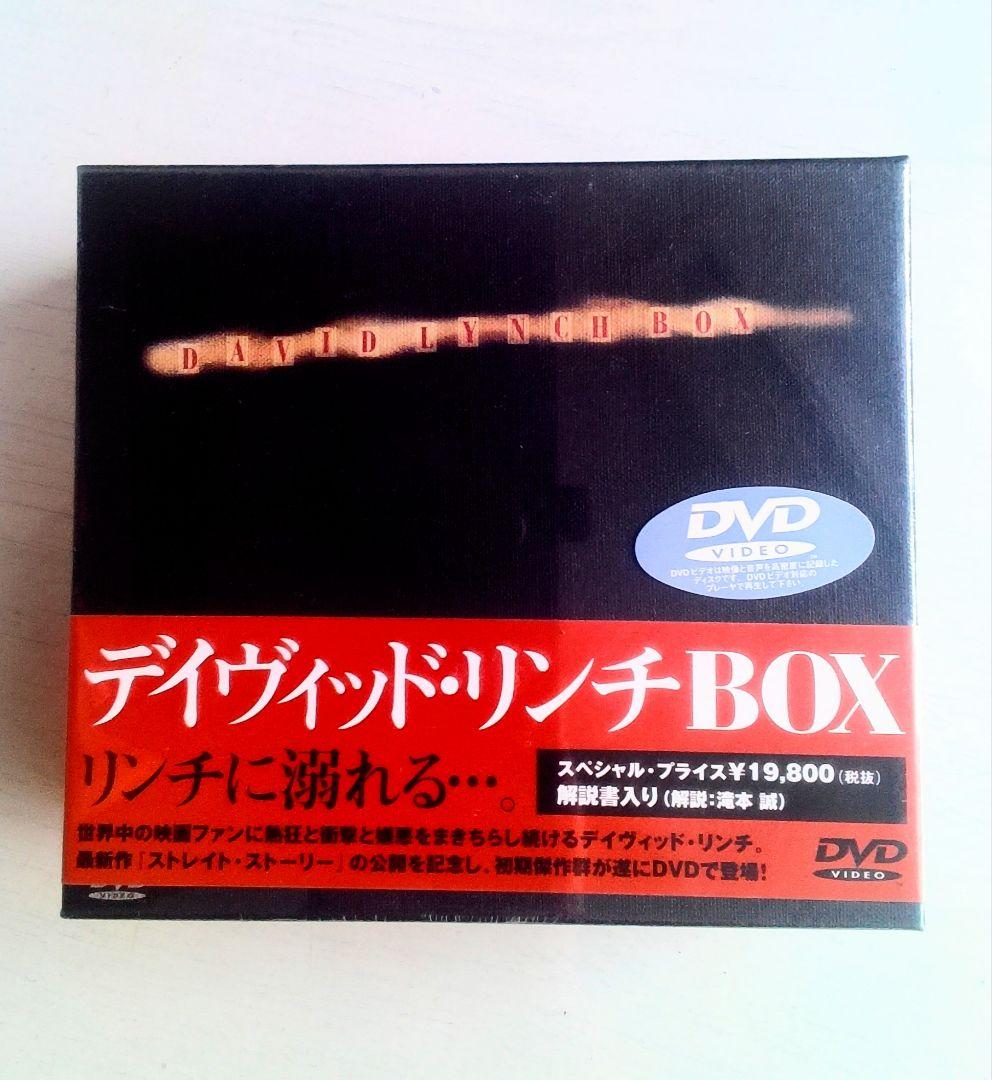 DAVID LYNCH BOX
DVD
VIDEO
DVDビデオは映像と音声を高密度に記録した
ディスクです。DVDビデオ対応の
プレーヤで再生して下さい。
デイヴィッド・リンチBOX
リンチに溺れる…。
スペシャル・プライス¥19,800(税抜)
解説書入り(解説:滝本 誠)
世界中の映画ファンに熱狂と衝撃と嫌悪をまきちらし続けるデイヴィッド・リンチ。
最新作「ストレイト・ストーリー」の公開を記念し、初期傑作群が遂にDVDで登場!
DVD
VIDEO